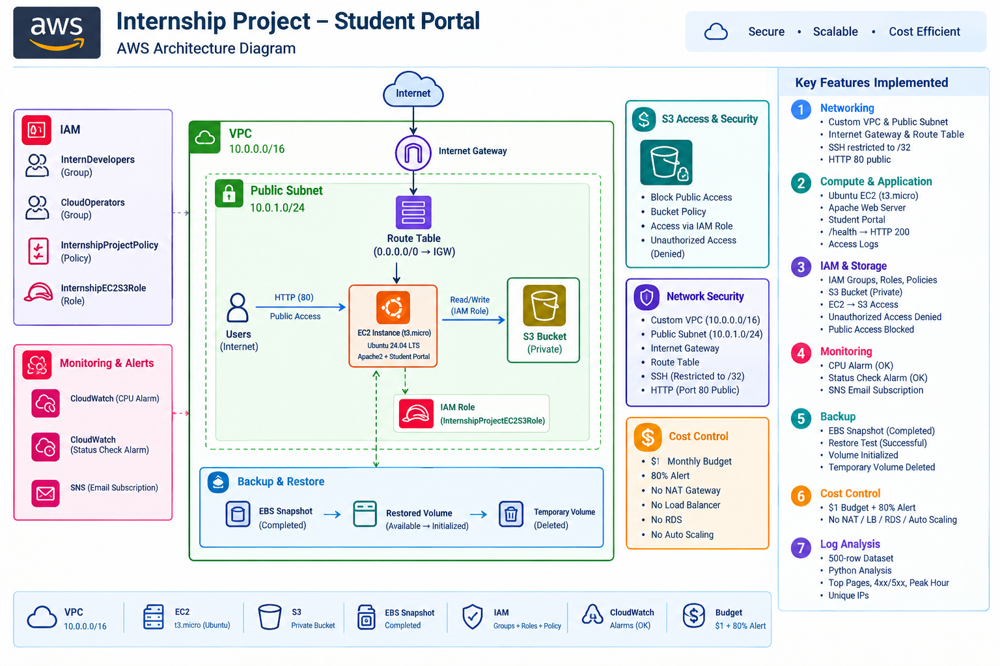 aws
Internship Project – Student Portal
AWS Architecture Diagram
Secure • Scalable • Cost Efficient
Internet
Internet Gateway
IAM
InternDevelopers
(Group)
CloudOperators
(Group)
InternshipProjectPolicy
(Policy)
InternshipEC2S3Role
(Role)
Monitoring & Alerts
CloudWatch (CPU Alarm)
CloudWatch
(Status Check Alarm)
SNS (Email Subscription)
VPC
10.0.0.0/16
Public Subnet
10.0.1.0/24
Route Table
(0.0.0.0/0 → IGW)
Users
(Internet)
HTTP (80)
Public Access
EC2 Instance (t3.micro)
Ubuntu 24.04 LTS
Apache2 + Student Portal
Read/Write
(IAM Role)
S3 Bucket
(Private)
IAM Role
(InternshipProjectEC2S3Role)
Backup & Restore
EBS Snapshot
(Completed)
Restored Volume
(Available → Initialized)
Temporary Volume
(Deleted)
S3 Access & Security
• Block Public Access
• Bucket Policy
• Access via IAM Role
• Unauthorized Access
(Denied)
Network Security
• Custom VPC (10.0.0.0/16)
• Public Subnet (10.0.1.0/24)
• Internet Gateway
• Route Table
• SSH (Restricted to /32)
• HTTP (Port 80 Public)
Cost Control
• $1 Monthly Budget
• 80% Alert
• No NAT Gateway
• No Load Balancer
• No RDS
• No Auto Scaling
Key Features Implemented
1 Networking
• Custom VPC & Public Subnet
• Internet Gateway & Route Table
• SSH restricted to /32
• HTTP 80 public
2 Compute & Application
• Ubuntu EC2 (t3.micro)
• Apache Web Server
• Student Portal
• /health → HTTP 200
• Access Logs
3 IAM & Storage
• IAM Groups, Roles, Policies
• S3 Bucket (Private)
• EC2 → S3 Access
• Unauthorized Access Denied
• Public Access Blocked
4 Monitoring
• CPU Alarm (OK)
• Status Check Alarm (OK)
• SNS Email Subscription
5 Backup
• EBS Snapshot (Completed)
• Restore Test (Successful)
• Volume Initialized
• Temporary Volume Deleted
6 Cost Control
• $1 Budget + 80% Alert
• No NAT / LB / RDS / Auto Scaling
7 Log Analysis
• 500-row Dataset
• Python Analysis
• Top Pages, 4xx/5xx, Peak Hour
• Unique IPs
VPC
10.0.0.0/16
EC2
t3.micro (Ubuntu)
S3
Private Bucket
EBS Snapshot
Completed
IAM
Groups + Roles + Policy
CloudWatch
Alarms (OK)
Budget
$1 + 80% Alert